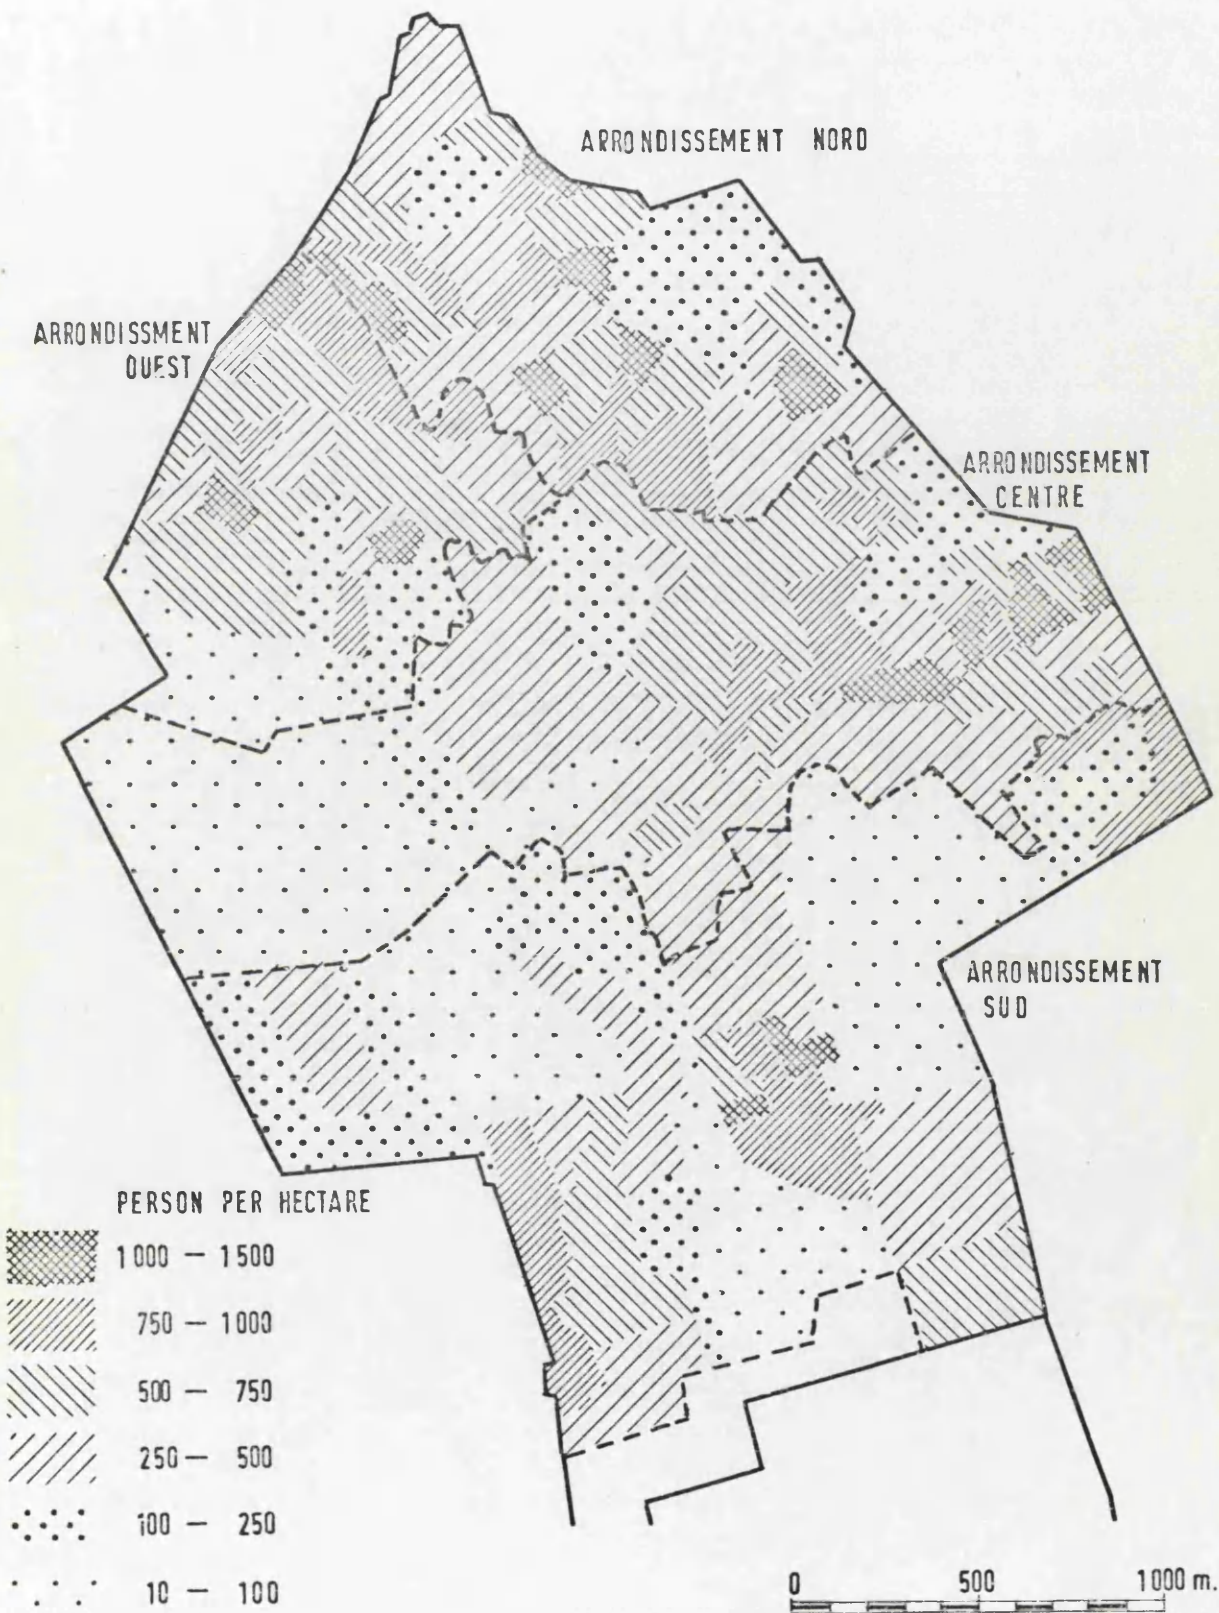 ARRONDISSEMENT NORD
ARRONDISSMENT
OUEST
ARRONDISSEMENT
CENTRE
ARRONDISSEMENT
SUD
PERSON PER HECTARE
1000 — 1500
750 — 1000
500 — 750
250 — 500
100 — 250
10 — 100
0 500 1000 m.